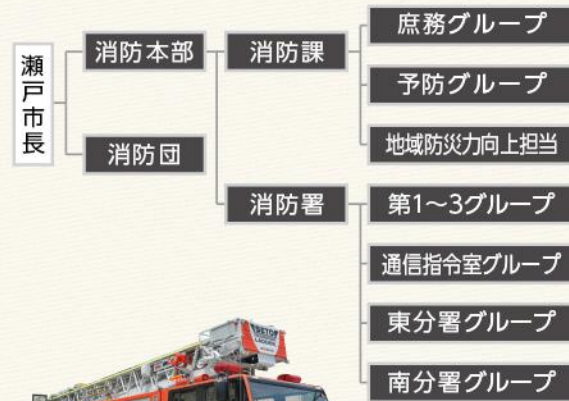 瀬戸市長
消防本部
消防団
消防課
消防署
庶務グループ
予防グループ
地域防災力向上担当
第1～3グループ
通信指令室グループ
東分署グループ
南分署グループ
SETO